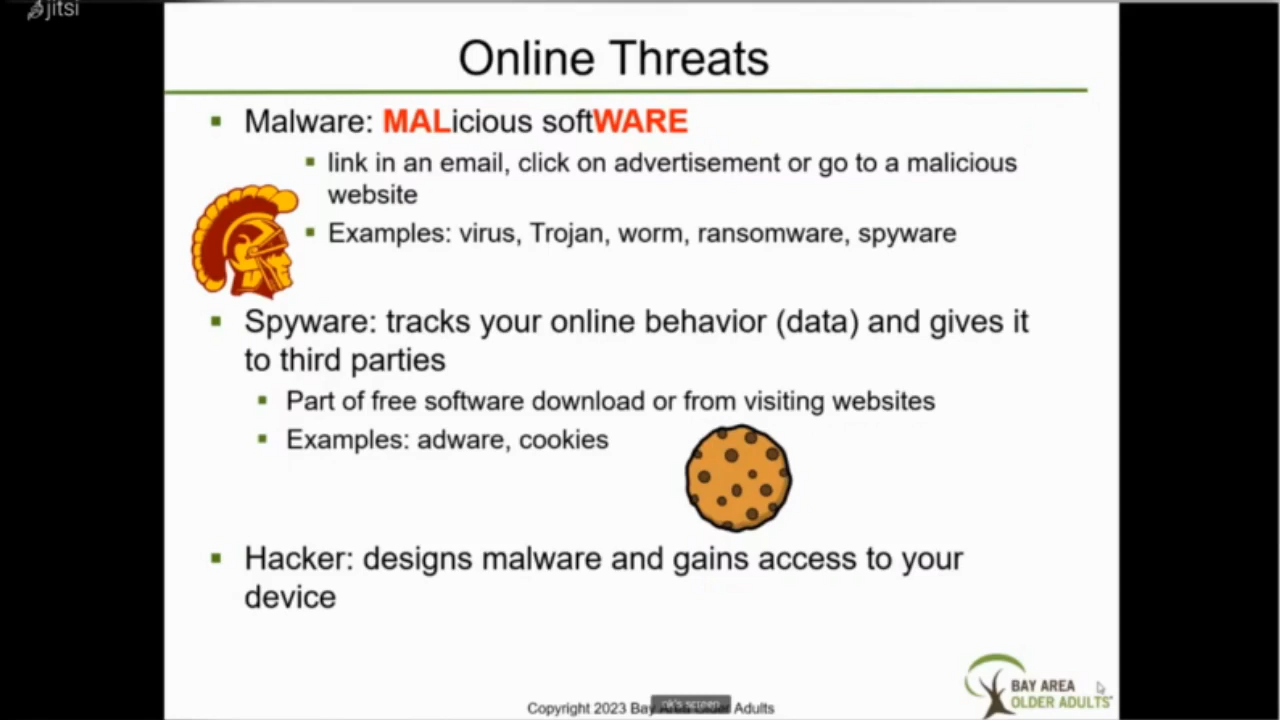 jitsi
Online Threats
Malware: MALicious softWARE
link in an email, click on advertisement or go to a malicious
website
Examples: virus, Trojan, worm, ransomware, spyware
Spyware: tracks your online behavior (data) and gives it
to third parties
Part of free software download or from visiting websites
Examples: adware, cookies
Hacker: designs malware and gains access to your
device
BAY AREA
OLDER ADULTS
Copyright 2023 Bay Area Older Adults
screen